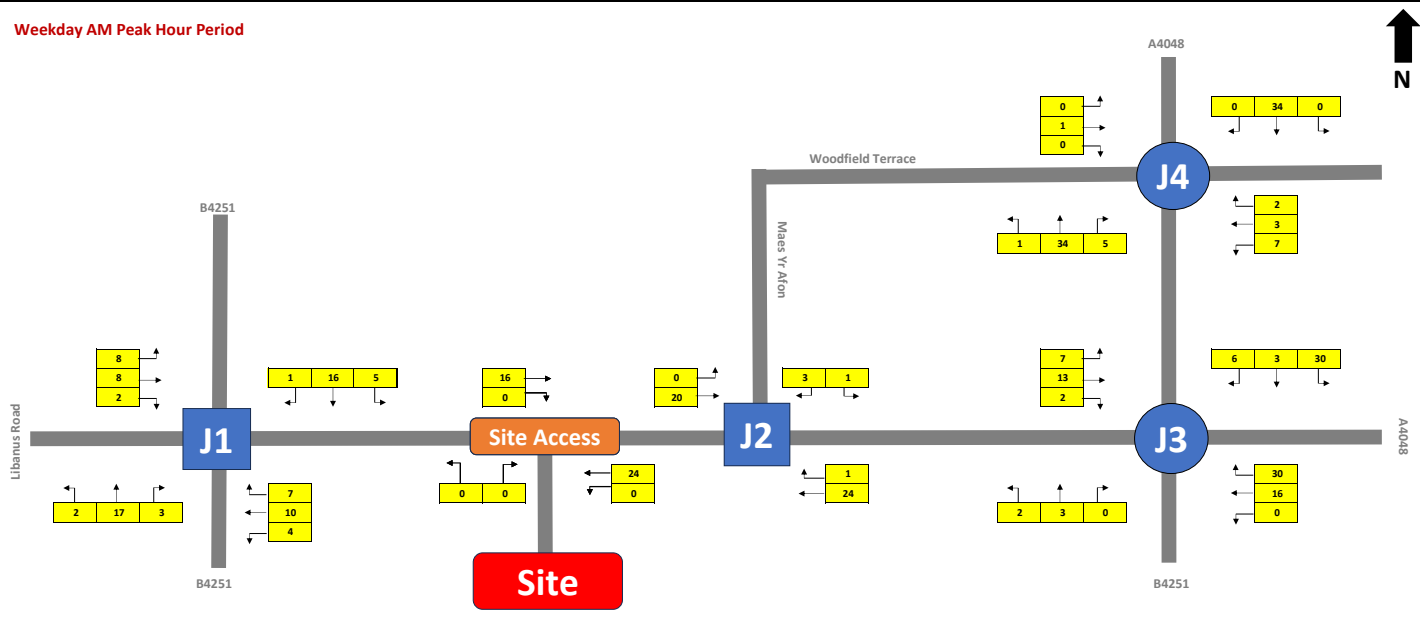 Weekday AM Peak Hour Period
N
A4048
0
1
0
0 34 0
Woodfield Terrace
J4
Maes Yr Afon
1 34 5
2
3
7
B4251
8
8
2
1 16 5
16
0
0
20
3 1
7
13
2
6 3 30
Libanus Road
J1
Site Access
J2
J3
A4048
2 17 3
7
10
4
0 0
24
0
1
24
2 3 0
30
16
0
B4251
Site
B4251